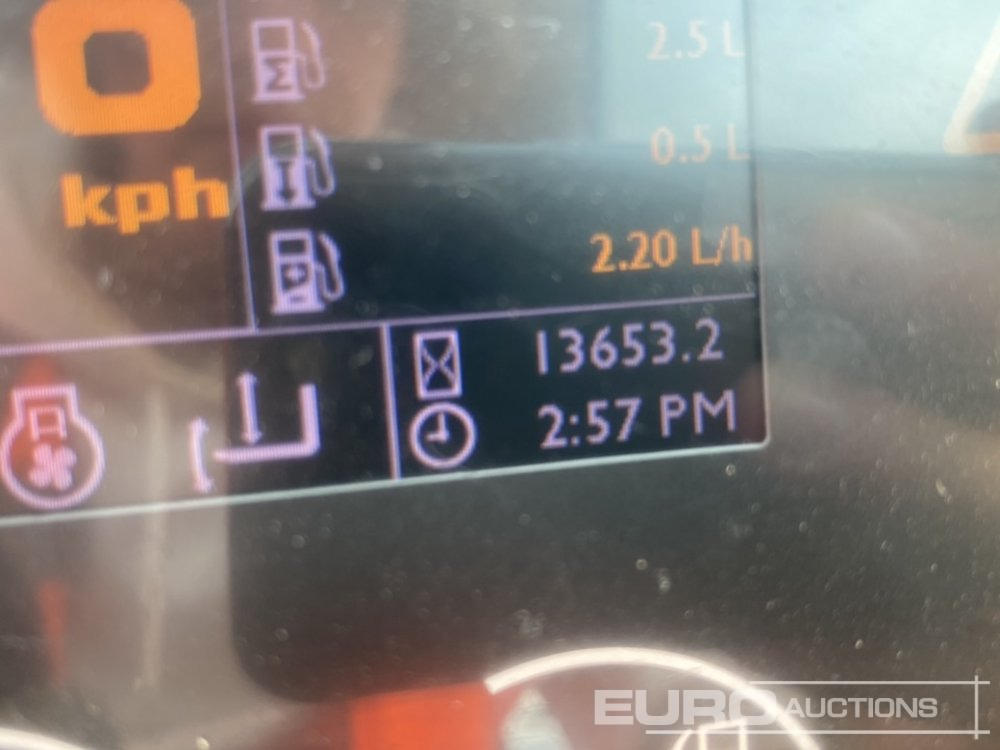 0
kph
2.5 L
0.5 L
2.20 L/h
13653.2
2:57 PM
EURO AUCTIONS